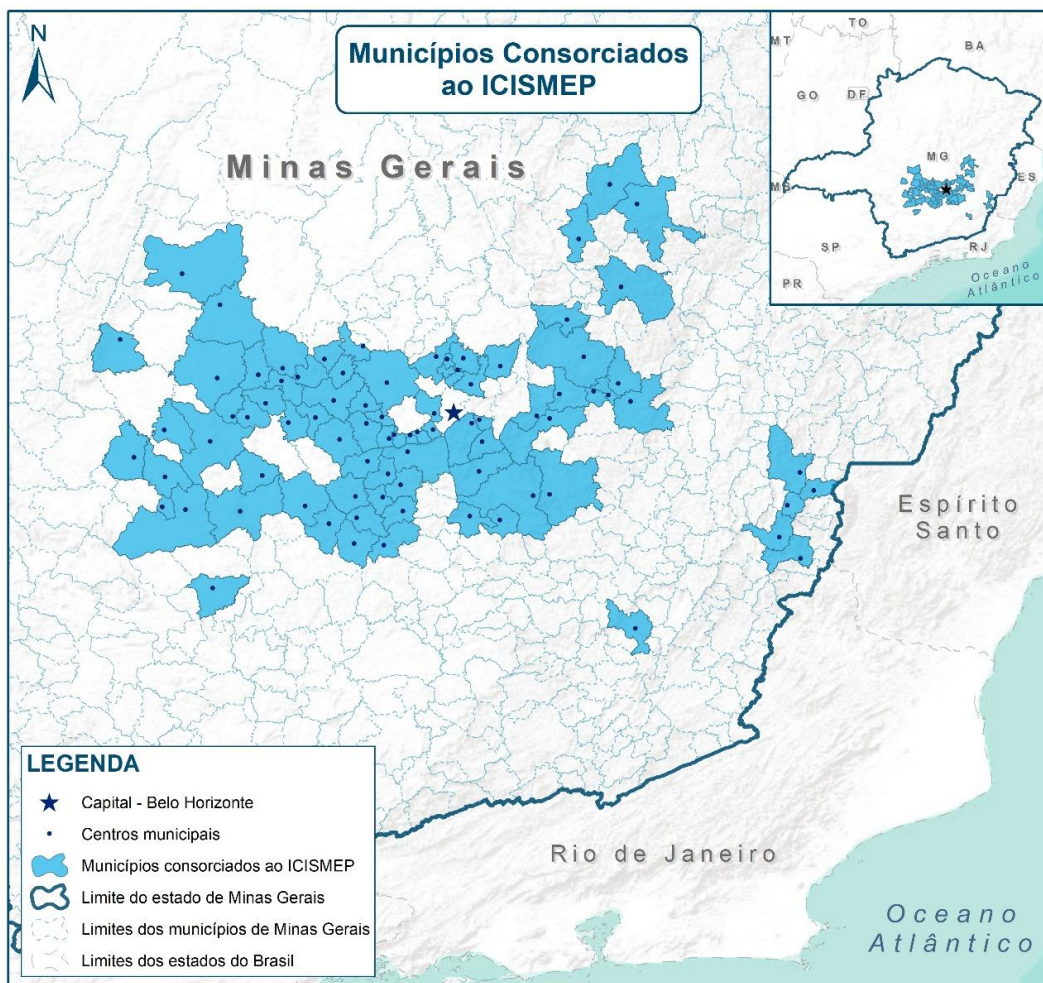 N
Municípios Consorciados
ao ICISMEP
Minas Gerais
TO
MT
BA
GO
DF
MG
MS
ES
SP
RJ
PR
Oceano
Atlântico
Espírito
Santo
Rio de Janeiro
Oceano
Atlântico
LEGENDA
Capital - Belo Horizonte
Centros municipais
Municípios consorciados ao ICISMEP
Limite do estado de Minas Gerais
Limites dos municípios de Minas Gerais
Limites dos estados do Brasil